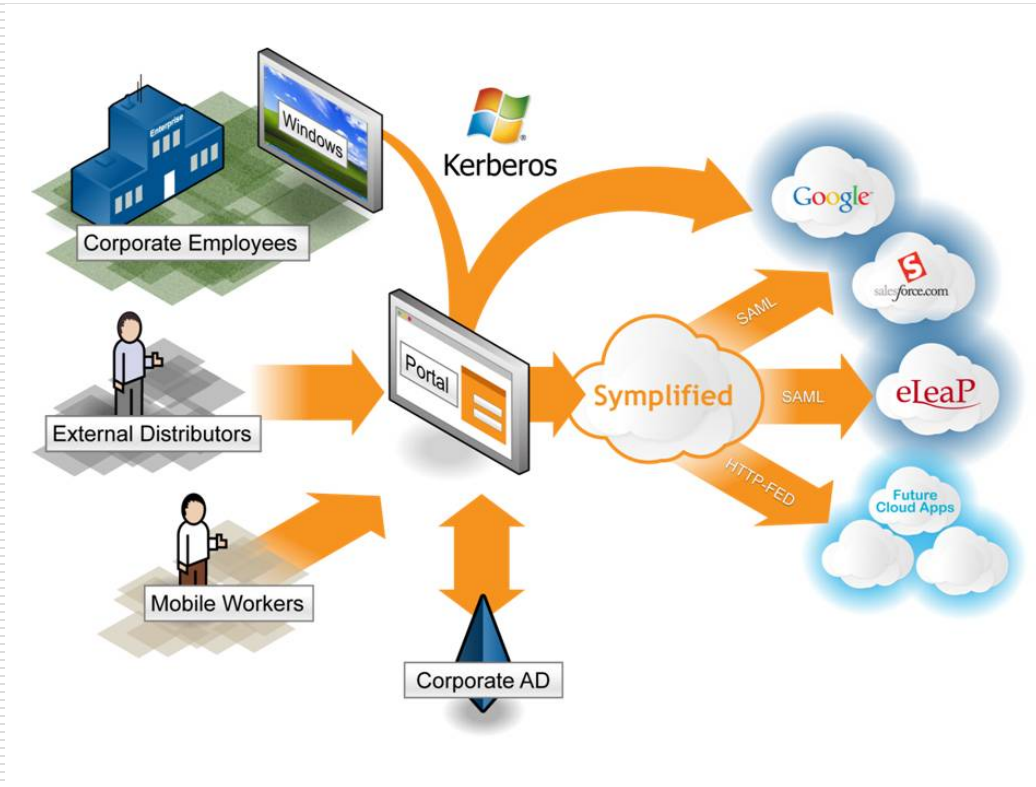 Enterprise
Windows
Corporate Employees
Kerberos
Google
S
salesforce.com
SAML
Portal
Symplified
SAML
eLeaP
External Distributors
HTTP-FED
Future
Cloud Apps
Mobile Workers
Corporate AD